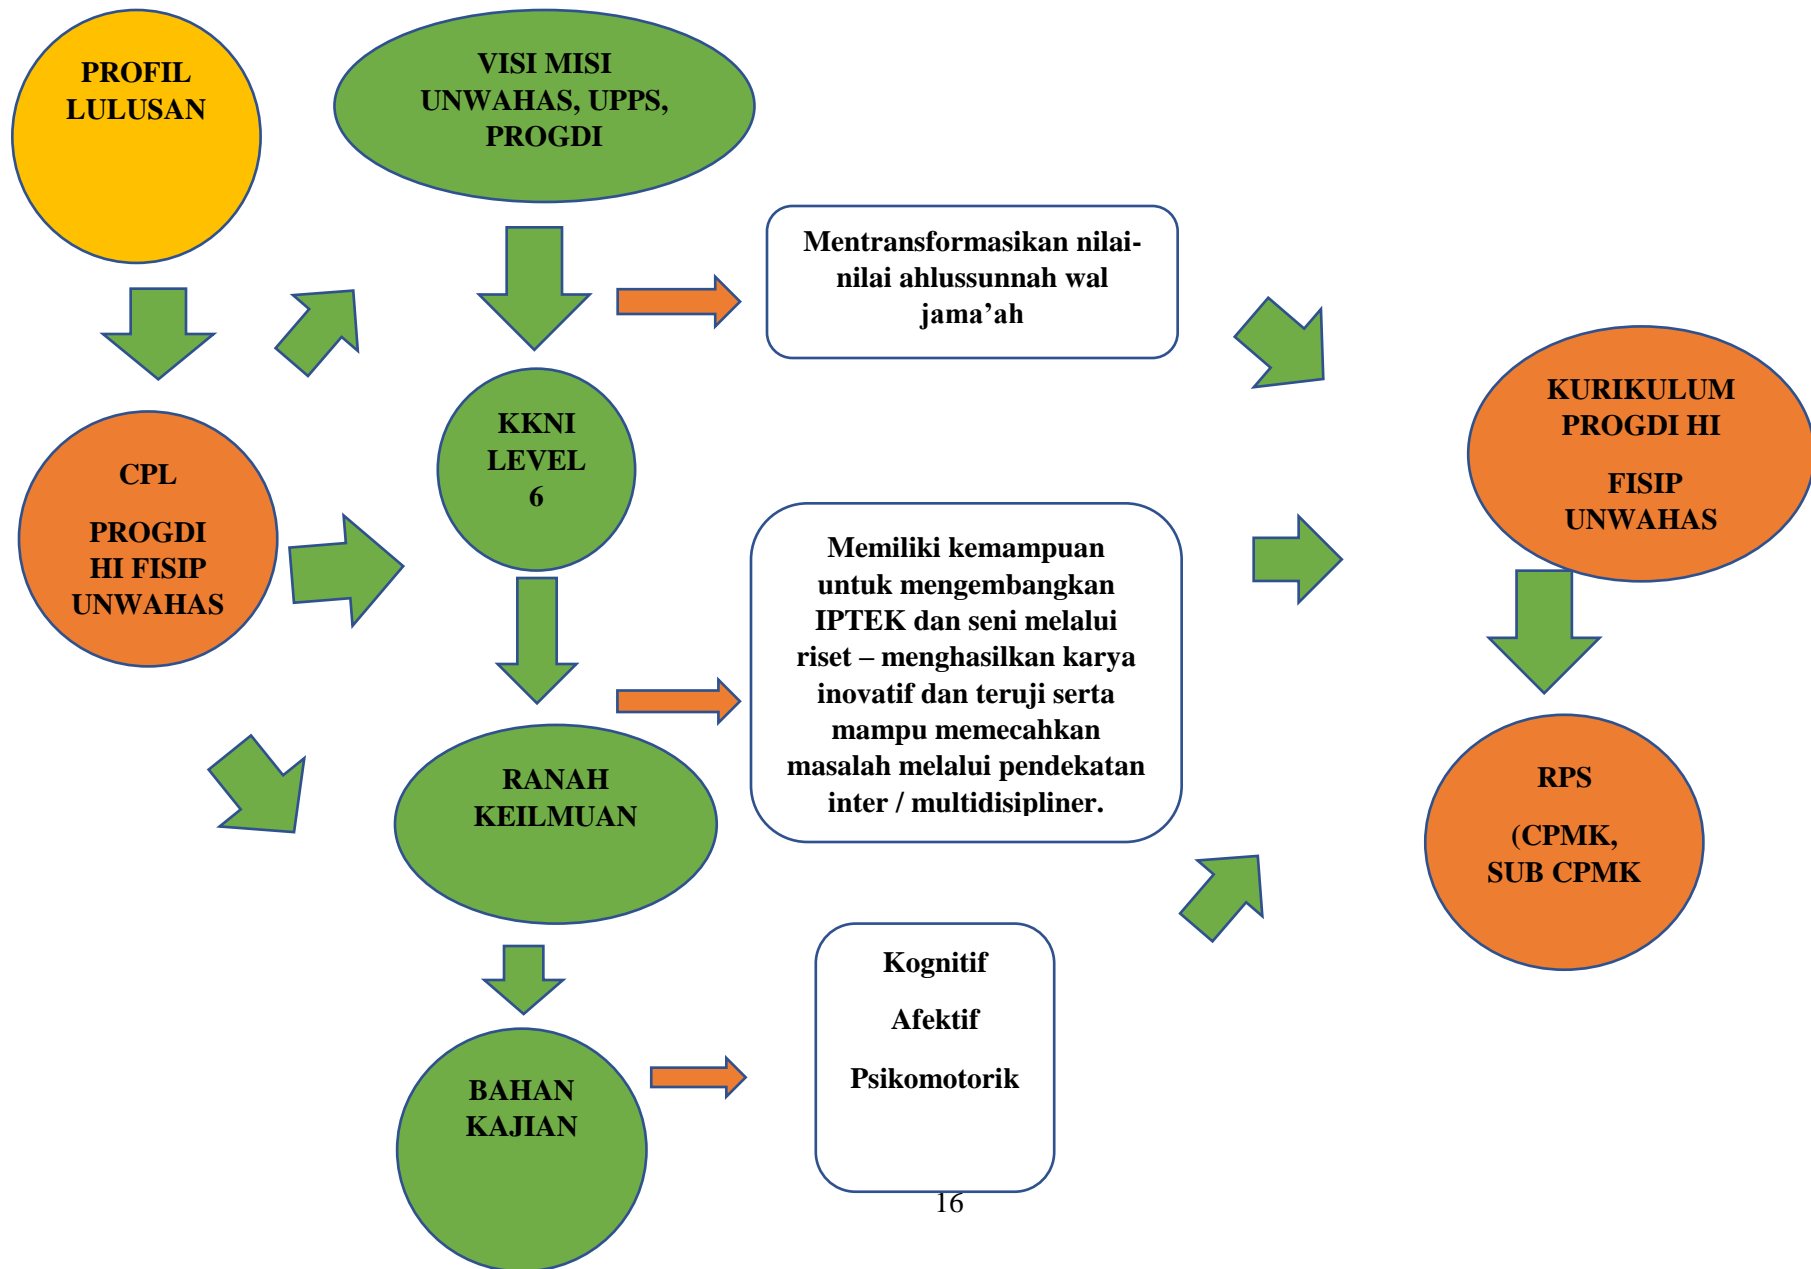 PROFIL
LULUSAN
VISI MISI
UNWAHAS, UPPS,
PROGDI
Mentransformasikan nilai-
nilai ahlussunnah wal
jama’ah
CPL
PROGDI
HI FISIP
UNWAHAS
KKNI
LEVEL
6
KURIKULUM
PROGDI HI
FISIP
UNWAHAS
Memiliki kemampuan
untuk mengembangkan
IPTEK dan seni melalui
riset – menghasilkan karya
inovatif dan teruji serta
mampu memecahkan
masalah melalui pendekatan
inter / multidisipliner.
RANAH
KEILMUAN
RPS
(CPMK,
SUB CPMK
Kognitif
Afektif
Psikomotorik
BAHAN
KAJIAN
16